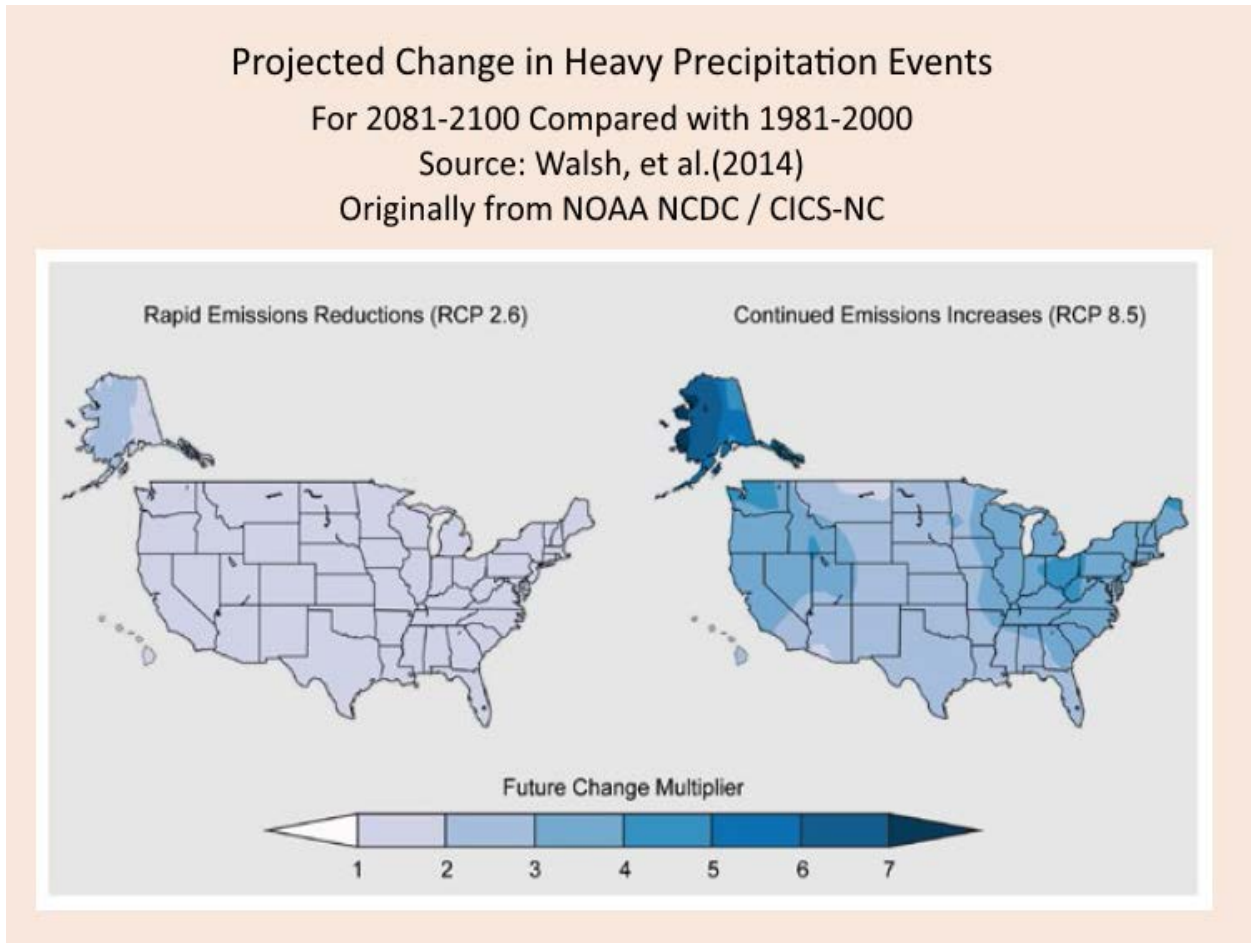 Projected Change in Heavy Precipitation Events
For 2081-2100 Compared with 1981-2000
Source: Walsh, et al.(2014)
Originally from NOAA NCDC / CICS-NC
Rapid Emissions Reductions (RCP 2.6)
Continued Emissions Increases (RCP 8.5)
Future Change Multiplier
1 2 3 4 5 6 7